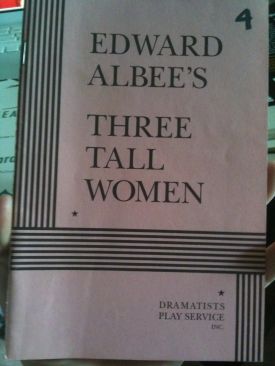 4
EDWARD
ALBEE'S
THREE
TALL
WOMEN
DRAMATISTS
PLAY SERVICE
INC.